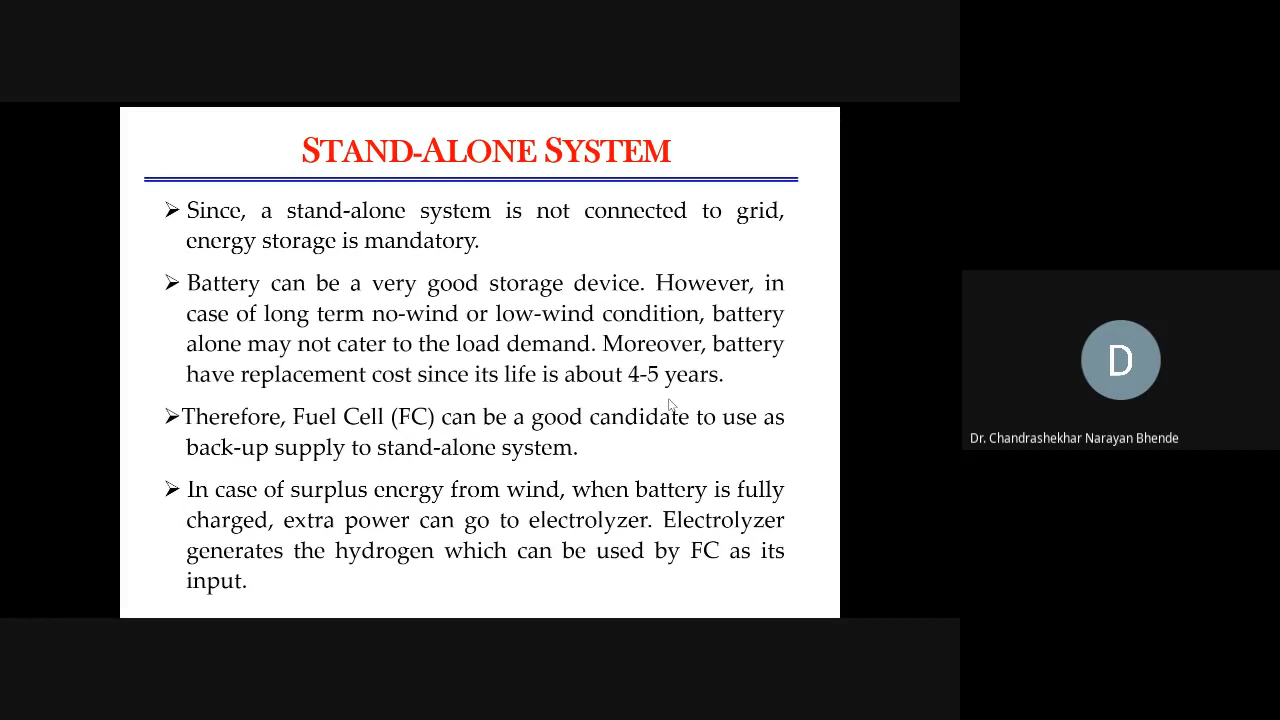 STAND-ALONE SYSTEM
➢ Since, a stand-alone system is not connected to grid,
energy storage is mandatory.
➢ Battery can be a very good storage device. However, in
case of long term no-wind or low-wind condition, battery
alone may not cater to the load demand. Moreover, battery
have replacement cost since its life is about 4-5 years.
➢Therefore, Fuel Cell (FC) can be a good candidate to use as
back-up supply to stand-alone system.
➢ In case of surplus energy from wind, when battery is fully
charged, extra power can go to electrolyzer. Electrolyzer
generates the hydrogen which can be used by FC as its
input.
D
Dr. Chandrashekhar Narayan Bhende